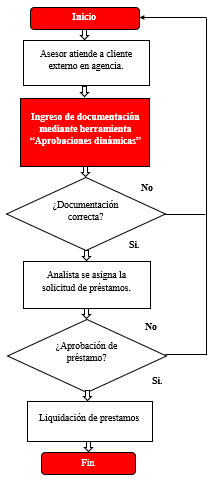 Inicio
Asesor atiende a cliente
externo en agencia.
Ingreso de documentación
mediante herramienta
“Aprobaciones dinámicas”
No
¿Documentación
correcta?
Si.
Analista se asigna la
solicitud de préstamos.
No
¿Aprobación de
préstamo?
Si.
Liquidación de prestamos
Fin